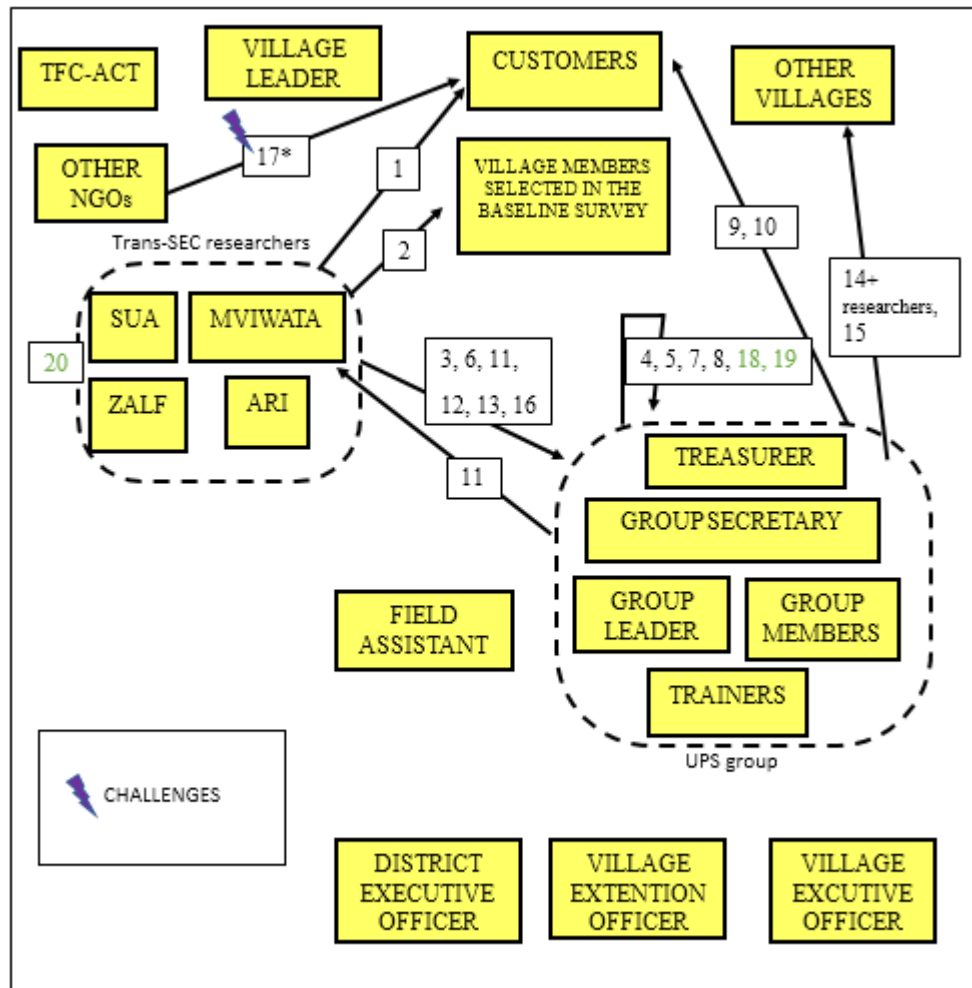 TFC-ACT
VILLAGE
LEADER
CUSTOMERS
OTHER
VILLAGES
OTHER
NGOs
17*
1
VILLAGE MEMBERS
SELECTED IN THE
BASELINE SURVEY
2
9, 10
14+
researchers,
15
Trans-SEC researchers
SUA
MVIWATA
20
ZALF
ARI
3, 6, 11,
12, 13, 16
4, 5, 7, 8, 18, 19
11
TREASURER
GROUP SECRETARY
GROUP
LEADER
GROUP
MEMBERS
TRAINERS
UPS group
FIELD
ASSISTANT
CHALLENGES
DISTRICT
EXECUTIVE
OFFICER
VILLAGE
EXTENTION
OFFICER
VILLAGE
EXCUTIVE
OFFICER